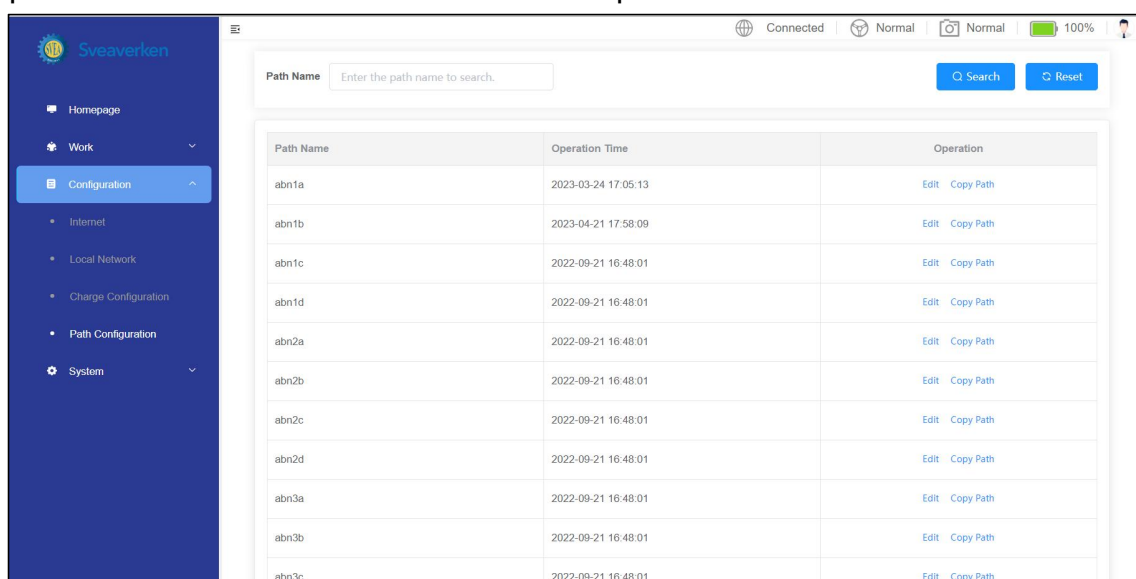 Connected Normal Normal 100%
SVEA Sveaverken
Path Name Enter the path name to search. Search Reset
Homepage
Work
Configuration
Internet
Local Network
Charge Configuration
Path Configuration
System
Path Name Operation Time Operation
abn1a 2023-03-24 17:05:13 Edit Copy Path
abn1b 2023-04-21 17:58:09 Edit Copy Path
abn1c 2022-09-21 16:48:01 Edit Copy Path
abn1d 2022-09-21 16:48:01 Edit Copy Path
abn2a 2022-09-21 16:48:01 Edit Copy Path
abn2b 2022-09-21 16:48:01 Edit Copy Path
abn2c 2022-09-21 16:48:01 Edit Copy Path
abn2d 2022-09-21 16:48:01 Edit Copy Path
abn3a 2022-09-21 16:48:01 Edit Copy Path
abn3b 2022-09-21 16:48:01 Edit Copy Path
abn3c 2022-09-21 16:48:01 Edit Copy Path